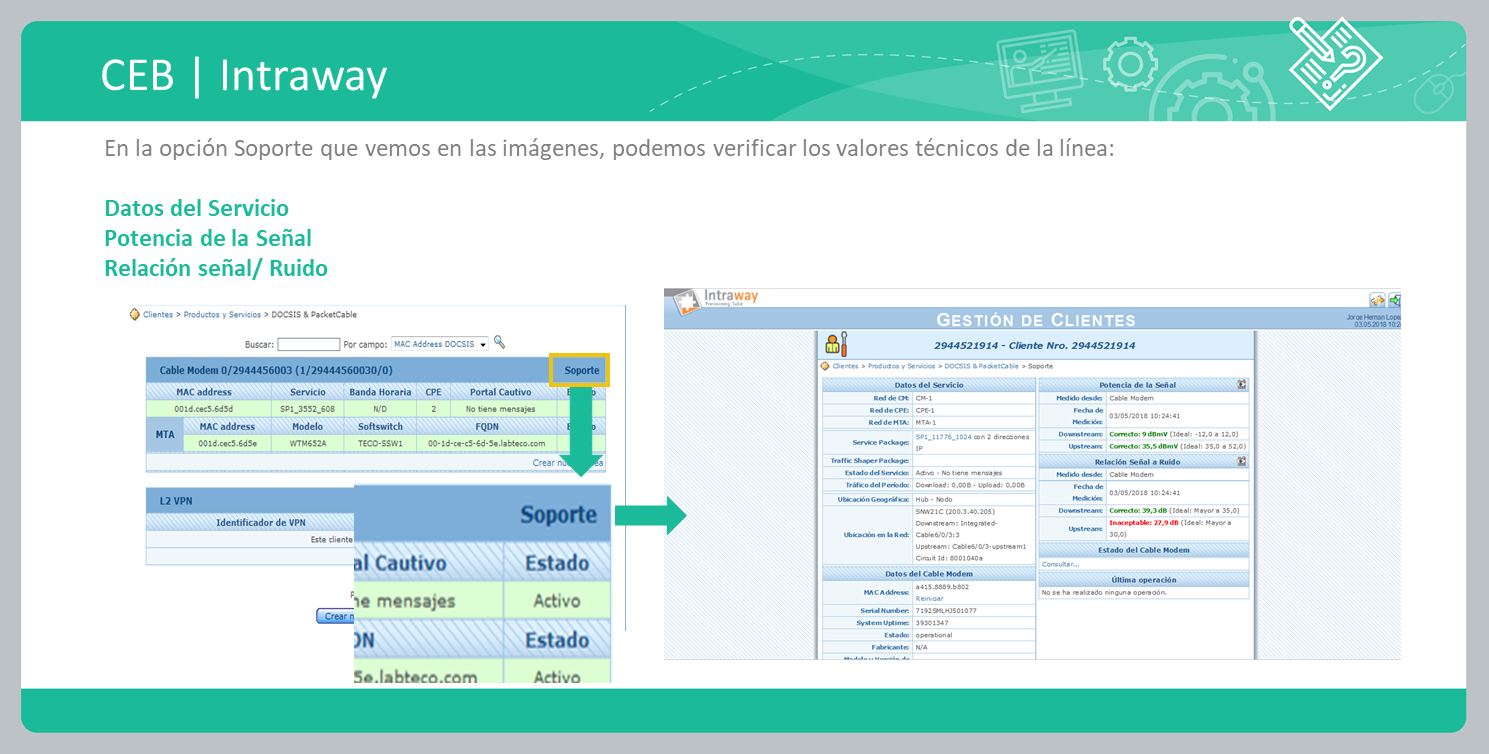 CEB | Intraway
En la opción Soporte que vemos en las imágenes, podemos verificar los valores técnicos de la línea:
Datos del Servicio
Potencia de la Señal
Relación señal/ Ruido
Clientes > Productos y Servicios > DOCSIS & PacketCable
Buscar: Por campo: MAC Address DOCSIS
Cable Modem 0/2944456003 (1/29444560030/0) Soporte
MAC address Servicio Banda Horaria CPE Portal Cautivo
001d.cec5.6d5d SP1_3552_608 N/D 2 No tiene mensajes
MTA
MAC address Modelo Softswitch FQDN
001d.cec5.6d5e WTM652A TECO-SSW1 00-1d-ce-c5-6d-5e.labteco.com
Crear
L2 VPN
Identificador de VPN
Este cliente
Crear
Soporte
al Cautivo Estado
ne mensajes Activo
DN Estado
5e.labteco.com Activo
Intraway
Provisioning Suite
GESTIÓN DE CLIENTES
Jorge Hernan Lope
03.05.2018 10:2
2944521914 - Cliente Nro. 2944521914
Clientes > Productos y Servicios > DOCSIS & PacketCable > Soporte
Datos del Servicio
Red de CM: CM-1
Red de CPE: CPE-1
Red de MTA: MTA-1
Service Package: SP1_11776_1024 con 2 direcciones
IP
Traffic Shaper Package:
Estado del Servicio: Activo - No tiene mensajes
Tráfico del Período: Download: 0,00B - Upload: 0,00B
Ubicación Geográfica: Hub - Nodo
Ubicación en la Red: SNW21C (200.3.40.205)
Downstream: Integrated-
Cable6/0/3:3
Upstream: Cable6/0/3-upstream1
Circuit Id: 8001040a
Datos del Cable Modem
MAC Address: a415.8889.b802
Reiniciar
Serial Number: 7192SMLHJ501077
System Uptime: 39301347
Estado: operational
Fabricante: N/A
Modelo y Versión de
Potencia de la Señal
Medido desde: Cable Modem
Fecha de
Medición: 03/05/2018 10:24:41
Downstream: Correcto: 9 dBmV (Ideal: -12,0 a 12,0)
Upstream: Correcto: 35,5 dBmV (Ideal: 35,0 a 52,0)
Relación Señal a Ruido
Medido desde: Cable Modem
Fecha de
Medición: 03/05/2018 10:24:41
Downstream: Correcto: 39,3 dB (Ideal: Mayor a 35,0)
Upstream: Inaceptable: 27,9 dB (Ideal: Mayor a
30,0)
Estado del Cable Modem
Consultar...
Última operación
No se ha realizado ninguna operación.